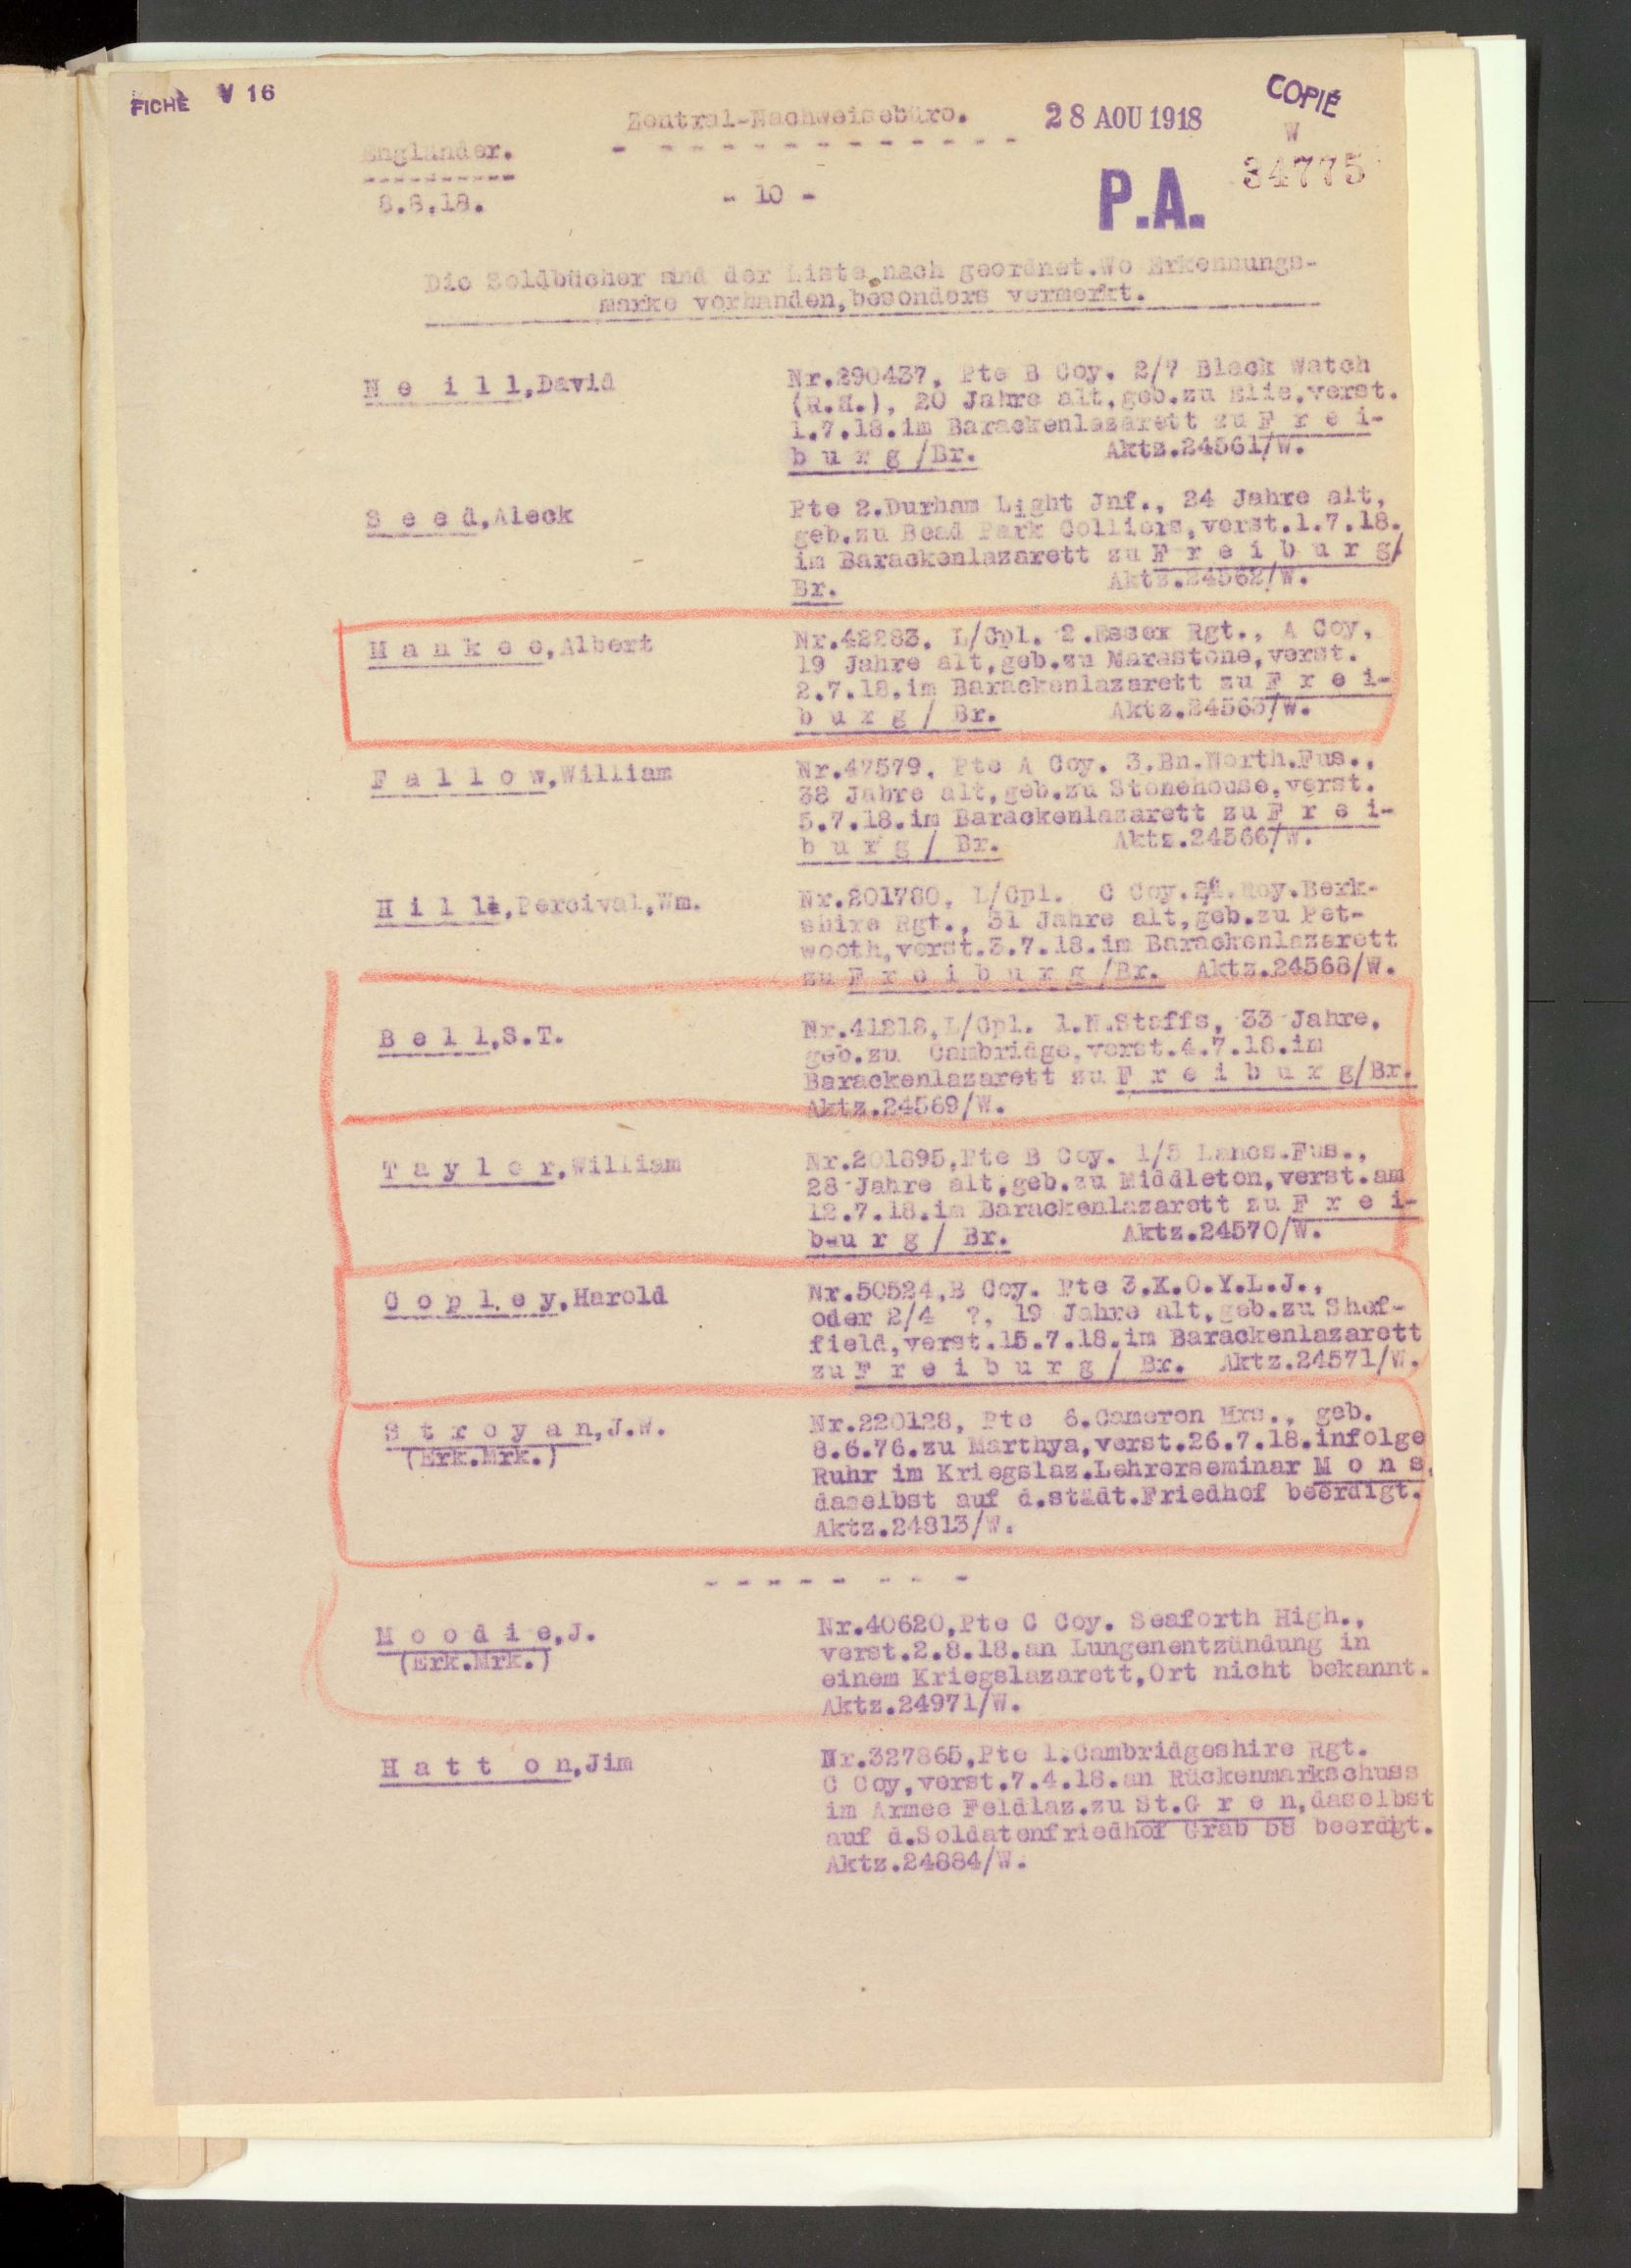 FICHE V 16
COPIÉ
Zentral-Nachweisebüro.
28 AOU 1918
W
34775
Engländer.
8.8.18.
- 10 -
P.A.
Die Soldbücher sind der Liste nach geordnet.Wo Erkennungs-
marke vorhanden,besonders vermerkt.
N e i l l,David
Nr.290437, Pte B Coy. 2/7 Black Watch
(R.H.), 20 Jahre alt,geb.zu Elie,verst.
1.7.18.im Barackenlazarett zu F r e i-
b u r g /Br. Aktz.24561/W.
S e e d,Aleck
Pte 2.Durham Light Jnf., 24 Jahre alt,
geb.zu Bead Park Colliers,verst.1.7.18.
im Barackenlazarett zu F r e i b u r g/
Br. Aktz.24562/W.
M a n k e e,Albert
Nr.42283, L/Cpl. 2.Essex Rgt., A Coy,
19 Jahre alt,geb.zu Marastone,verst.
2.7.18.im Barackenlazarett zu F r e i-
b u r g / Br. Aktz.24565/W.
F a l l o w,William
Nr.47579, Pte A Coy. 3.Bn.North.Fus.,
38 Jahre alt,geb.zu Stonehouse,verst.
5.7.18.im Barackenlazarett zu F r e i-
b u r g / Br. Aktz.24566/W.
H i l l,Percival,Wm.
Nr.201780, L/Cpl. C Coy. Roy.Berk-
shire Rgt., 31 Jahre alt,geb.zu Pet-
wooth,verst.3.7.18.im Barackenlazarett
zu F r e i b u r g /Br. Aktz.24568/W.
B e l l,S.T.
Nr.41218,L/Cpl. 1.N.Staffs, 33 Jahre,
geb.zu Cambridge,verst.4.7.18.im
Barackenlazarett zu F r e i b u r g/Br.
Aktz.24569/W.
T a y l o r,William
Nr.201895,Pte B Coy. 1/5 Lancs.Fus.,
28 Jahre alt,geb.zu Middleton,verst.am
12.7.18.im Barackenlazarett zu F r e i-
b u r g / Br. Aktz.24570/W.
C o p l e y,Harold
Nr.50524,B Coy. Pte 3.K.O.Y.L.J.,
oder 2/4 ?, 19 Jahre alt,geb.zu Shef-
field,verst.15.7.18.im Barackenlazarett
zu F r e i b u r g / Br. Aktz.24571/W.
S t r o y a n,J.W.
(Erk.Mrk.)
Nr.220128, Pte 6.Cameron Hrs., geb.
8.6.76.zu Marthya,verst.26.7.18.infolge
Ruhr im Kriegslaz.Lehrerseminar M o n s,
daselbst auf d.städt.Friedhof beerdigt.
Aktz.24813/W.
- - - - - - - -
M o o d i e,J.
(Erk.Mrk.)
Nr.40620,Pte C Coy. Seaforth High.,
verst.2.8.18.an Lungenentzündung in
einem Kriegslazarett,Ort nicht bekannt.
Aktz.24971/W.
H a t t o n,Jim
Nr.327865,Pte 1.Cambridgeshire Rgt.
C Coy,verst.7.4.18.an Rückenmarkschuss
im Armee Feldlaz.zu St.G r e n,daselbst
auf d.Soldatenfriedhof Grab 58 beerdigt.
Aktz.24884/W.